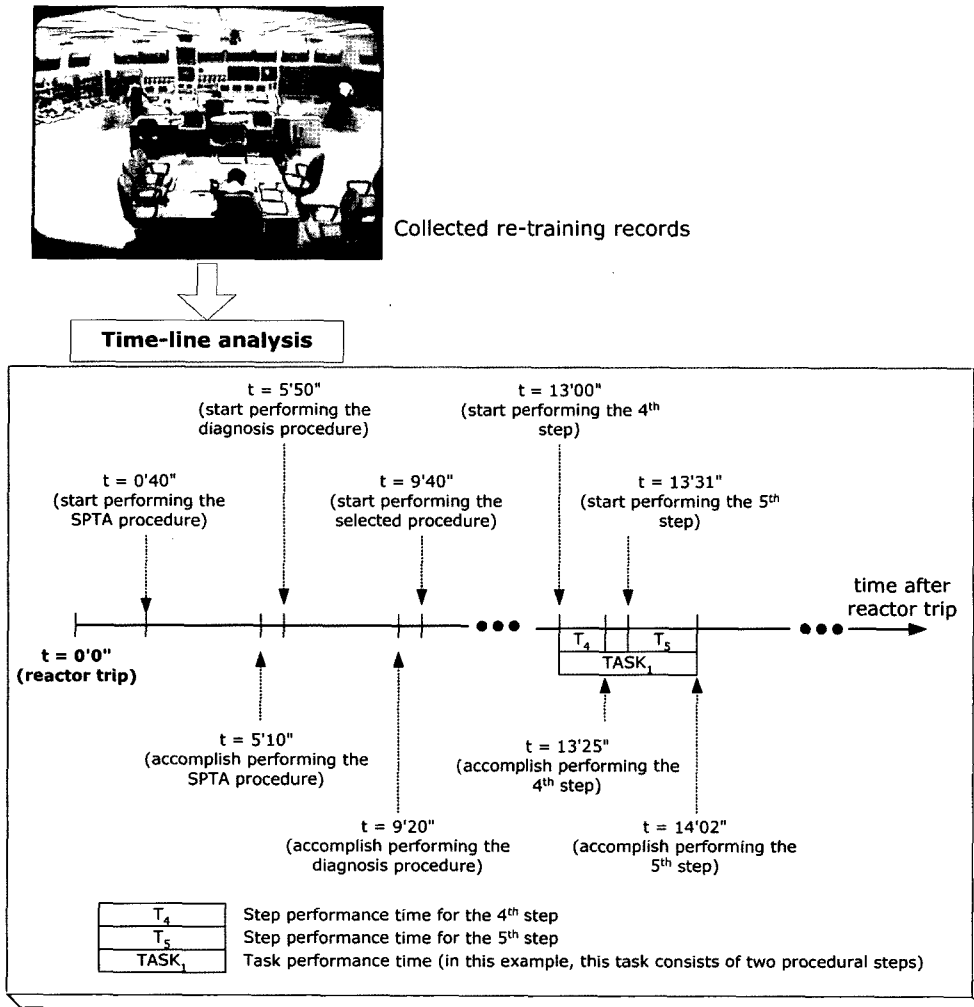 Collected re-training records
Time-line analysis
t = 5'50"
(start performing the
diagnosis procedure)
t = 13'00"
(start performing the 4th
step)
t = 0'40"
(start performing the
SPTA procedure)
t = 9'40"
(start performing the
selected procedure)
t = 13'31"
(start performing the 5th
step)
time after
reactor trip
t = 0'0"
(reactor trip)
T4
T5
TASK1
t = 5'10"
(accomplish performing the
SPTA procedure)
t = 13'25"
(accomplish performing the
4th step)
t = 9'20"
(accomplish performing the
diagnosis procedure)
t = 14'02"
(accomplish performing the
5th step)
T4 Step performance time for the 4th step
T5 Step performance time for the 5th step
TASK1 Task performance time (in this example, this task consists of two procedural steps)